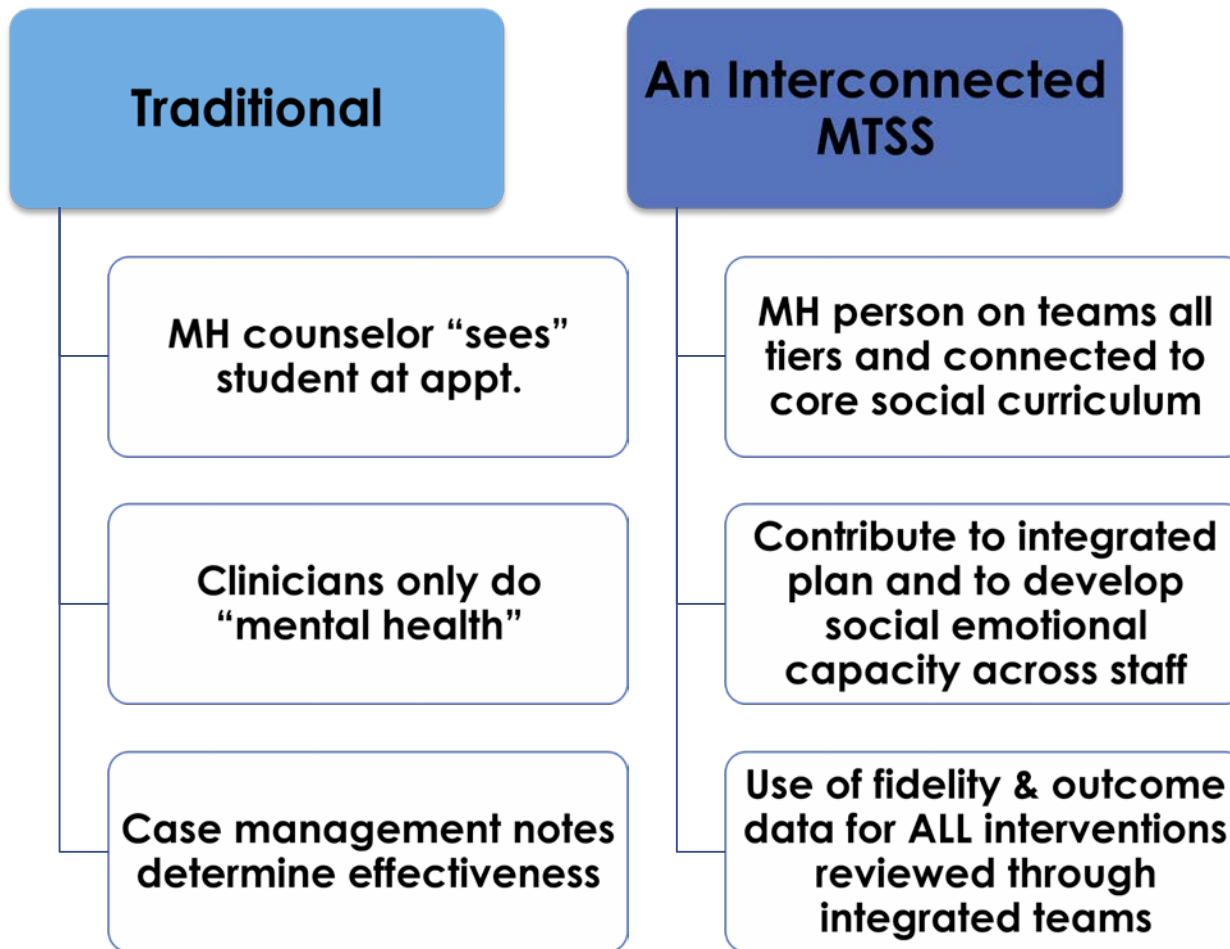 Traditional
MH counselor “sees”
student at appt.
Clinicians only do
“mental health”
Case management notes
determine effectiveness
An Interconnected
MTSS
MH person on teams all
tiers and connected to
core social curriculum
Contribute to integrated
plan and to develop
social emotional
capacity across staff
Use of fidelity & outcome
data for ALL interventions
reviewed through
integrated teams